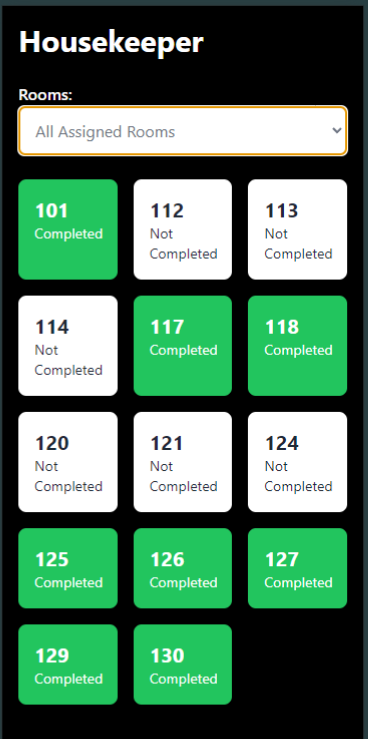 Housekeeper
Rooms:
All Assigned Rooms
101
Completed
112
Not
Completed
113
Not
Completed
114
Not
Completed
117
Completed
118
Completed
120
Not
Completed
121
Not
Completed
124
Not
Completed
125
Completed
126
Completed
127
Completed
129
Completed
130
Completed